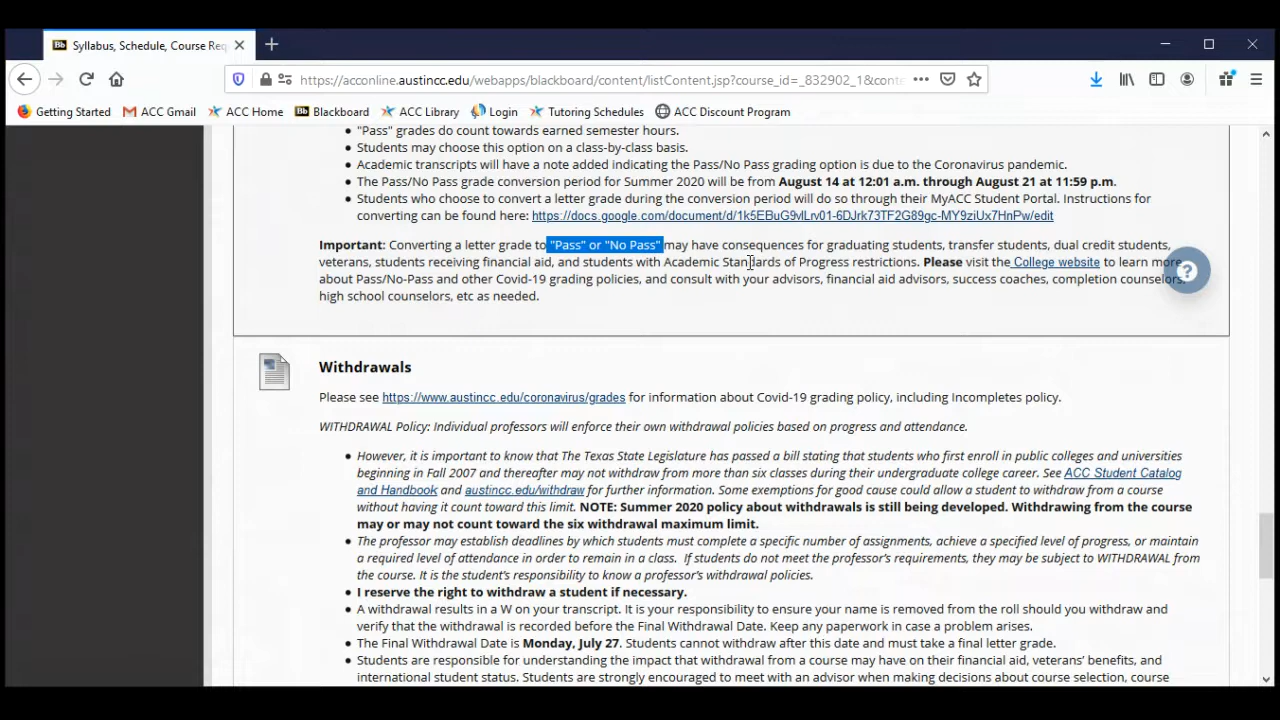 Syllabus, Schedule, Course Req
https://acconline.austincc.edu/webapps/blackboard/content/listContent.jsp?course_id=_832902_1&conte
Getting Started ACC Gmail ACC Home Bb Blackboard ACC Library Login Tutoring Schedules ACC Discount Program
• "Pass" grades do count towards earned semester hours.
• Students may choose this option on a class-by-class basis.
• Academic transcripts will have a note added indicating the Pass/No Pass grading option is due to the Coronavirus pandemic.
• The Pass/No Pass grade conversion period for Summer 2020 will be from August 14 at 12:01 a.m. through August 21 at 11:59 p.m.
• Students who choose to convert a letter grade during the conversion period will do so through their MyACC Student Portal. Instructions for
converting can be found here: https://docs.google.com/document/d/1k5EBuG9vlLrv01-6DJrk73TF2G89gc-MY9ziUx7HnPw/edit
Important: Converting a letter grade to "Pass" or "No Pass" may have consequences for graduating students, transfer students, dual credit students,
veterans, students receiving financial aid, and students with Academic Standards of Progress restrictions. Please visit the College website to learn more
about Pass/No-Pass and other Covid-19 grading policies, and consult with your advisors, financial aid advisors, success coaches, completion counselors,
high school counselors, etc as needed.
?
Withdrawals
Please see https://www.austincc.edu/coronavirus/grades for information about Covid-19 grading policy, including Incompletes policy.
WITHDRAWAL Policy: Individual professors will enforce their own withdrawal policies based on progress and attendance.
• However, it is important to know that The Texas State Legislature has passed a bill stating that students who first enroll in public colleges and universities
beginning in Fall 2007 and thereafter may not withdraw from more than six classes during their undergraduate college career. See ACC Student Catalog
and Handbook and austincc.edu/withdraw for further information. Some exemptions for good cause could allow a student to withdraw from a course
without having it count toward this limit. NOTE: Summer 2020 policy about withdrawals is still being developed. Withdrawing from the course
may or may not count toward the six withdrawal maximum limit.
• The professor may establish deadlines by which students must complete a specific number of assignments, achieve a specified level of progress, or maintain
a required level of attendance in order to remain in a class. If students do not meet the professor's requirements, they may be subject to WITHDRAWAL from
the course. It is the student's responsibility to know a professor's withdrawal policies.
• I reserve the right to withdraw a student if necessary.
• A withdrawal results in a W on your transcript. It is your responsibility to ensure your name is removed from the roll should you withdraw and
verify that the withdrawal is recorded before the Final Withdrawal Date. Keep any paperwork in case a problem arises.
• The Final Withdrawal Date is Monday, July 27. Students cannot withdraw after this date and must take a final letter grade.
• Students are responsible for understanding the impact that withdrawal from a course may have on their financial aid, veterans' benefits, and
international student status. Students are strongly encouraged to meet with an advisor when making decisions about course selection, course